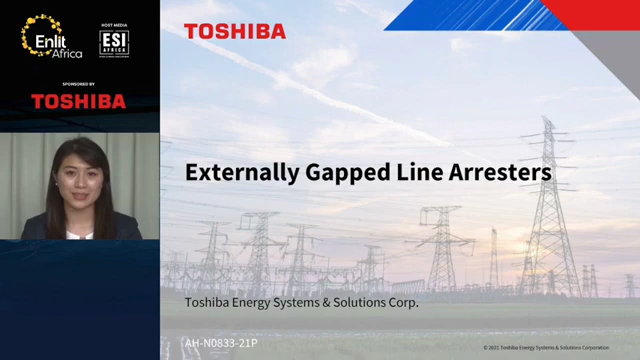 Enlit
Africa
HOST MEDIA
ESI
AFRICA
SPONSORED BY
TOSHIBA
TOSHIBA
Externally Gapped Line Arresters
Toshiba Energy Systems & Solutions Corp.
AH-N0833-21P
© 2021 Toshiba Energy Systems & Solutions Corporation